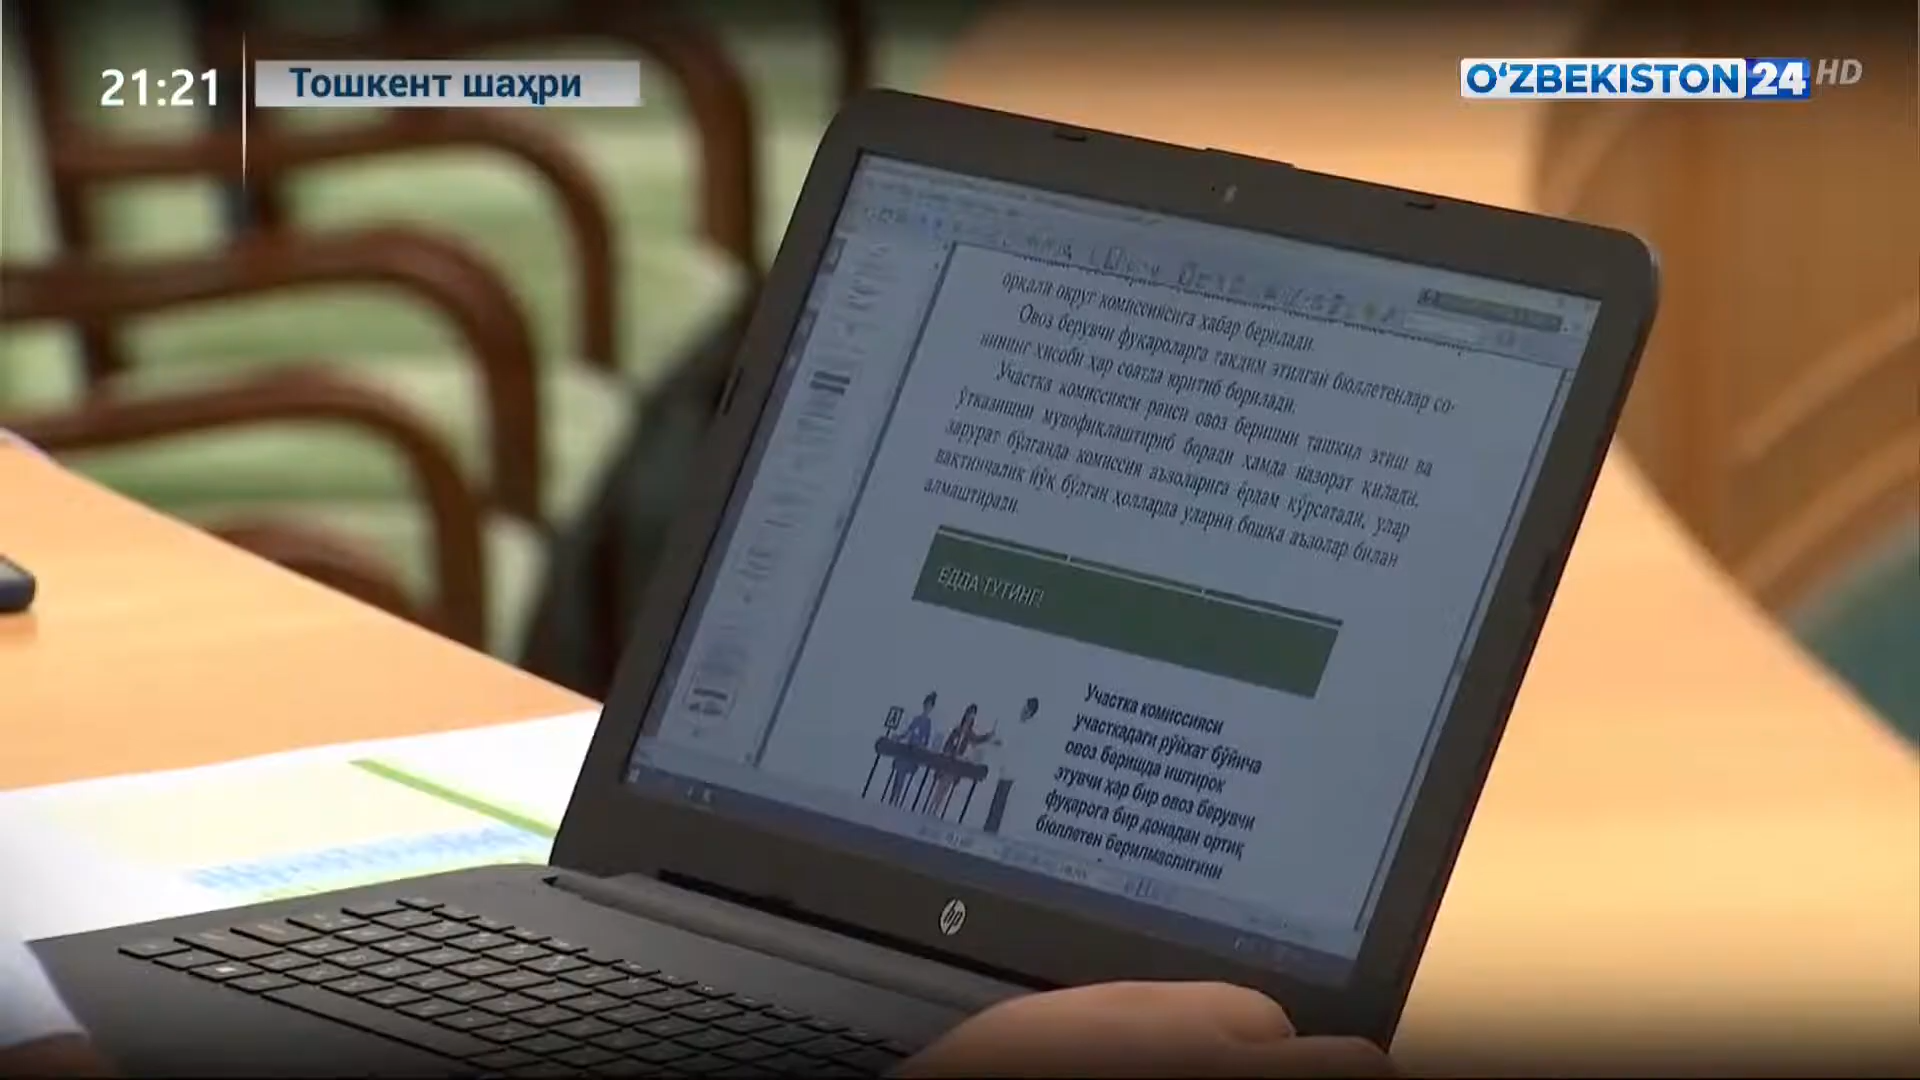 21:21
Тошкент шаҳри
O‘ZBEKISTON 24 HD
орқали округ комиссиясига хабар берилади.
Овоз берувчи фуқароларга тақдим этилган бюллетенлар со-
нининг ҳисоби ҳар соатда юритиб борилади.
Участка комиссияси раиси овоз беришни ташкил этиш ва
ўтказишни мувофиқлаштириб боради ҳамда назорат қилади,
зарурат бўлганда комиссия аъзоларига ёрдам кўрсатади, улар
вақтинчалик йўқ бўлган ҳолларда уларни бошқа аъзолар билан
алмаштиради.
ЁДДА ТУТИНГ!
Участка комиссияси
участкадаги рўйхат бўйича
овоз беришда иштирок
этувчи ҳар бир овоз берувчи
фуқарога бир донадан ортиқ
бюллетен берилмаслигини
hp